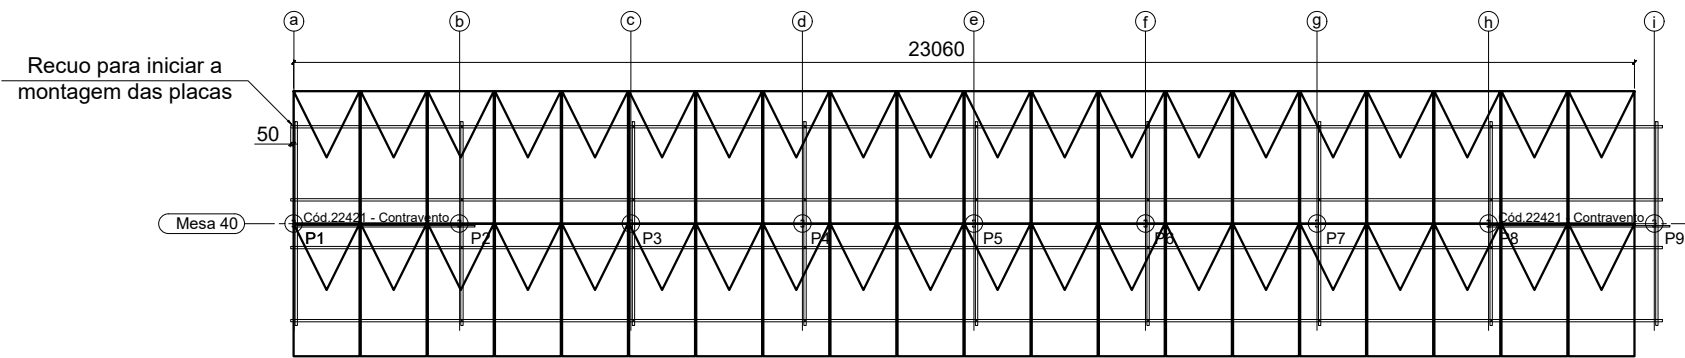 a b c d e f g h i
23060
Recuo para iniciar a
montagem das placas
50
Mesa 40
Cód.22421 - Contravento
Cód.22421 - Contravento
P1 P2 P3 P4 P5 P6 P7 P8 P9